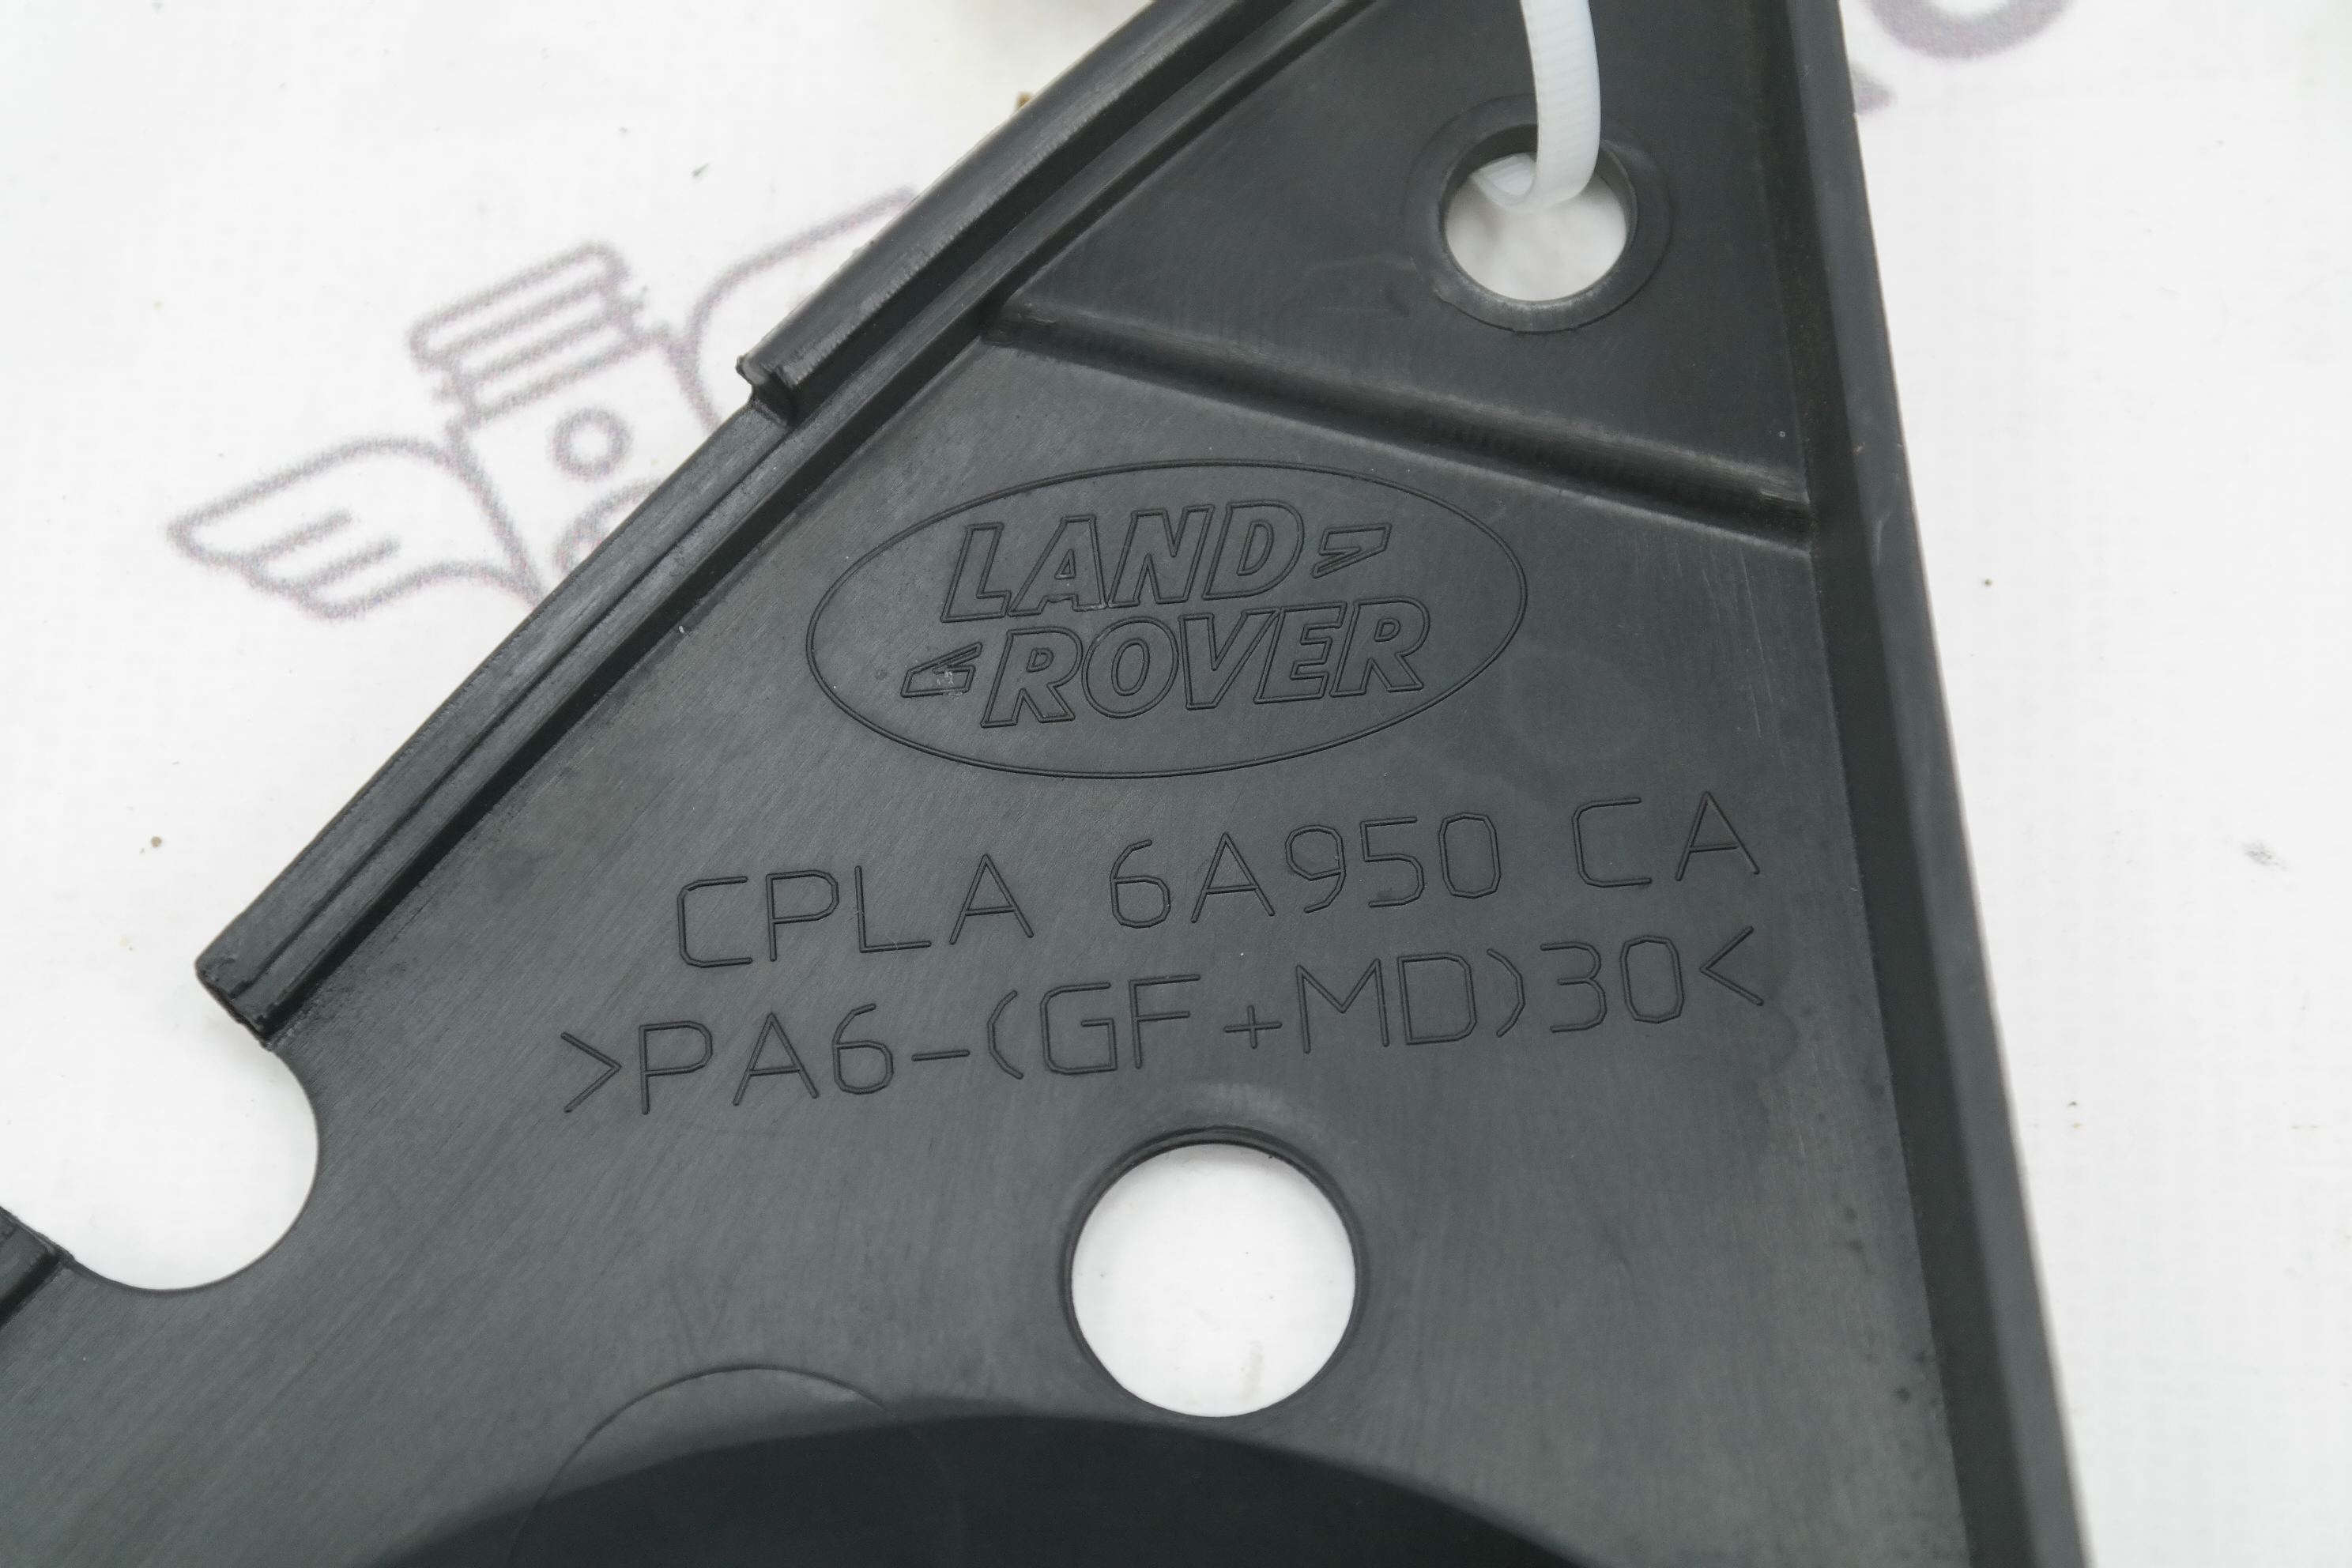 LAND
ROVER
CPLA 6A950 CA
>PA6-(GF+MD)30<